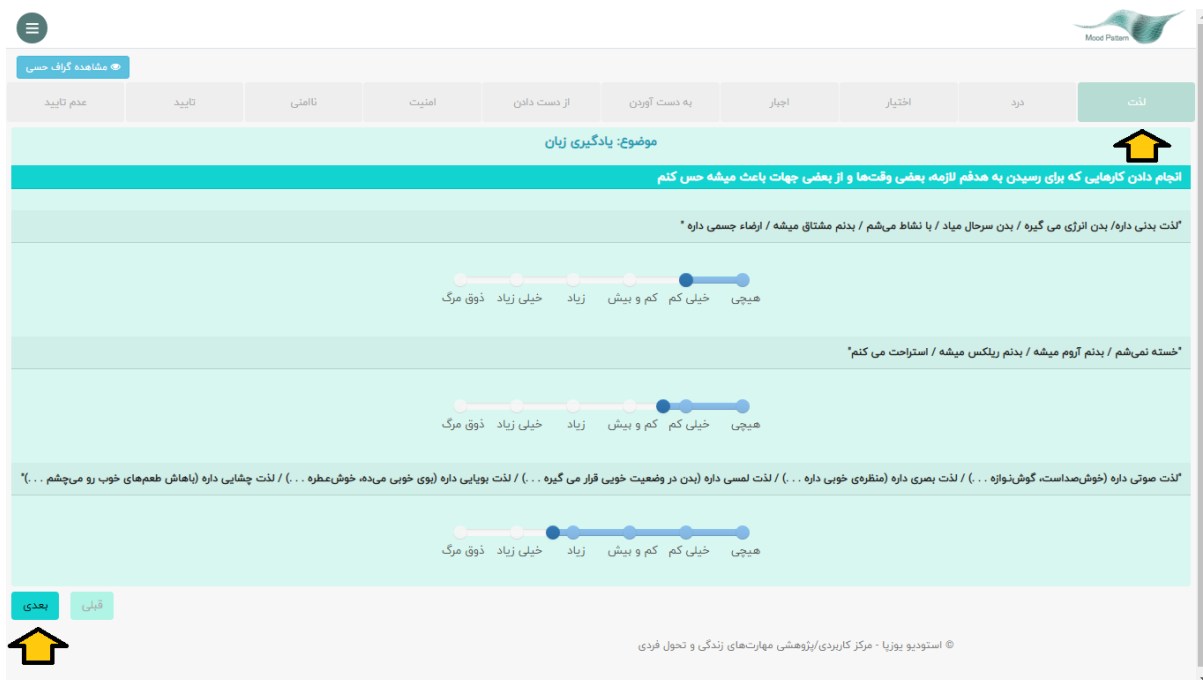 Mood Pattern
مشاهده گراف حسی
لذت
درد
اختیار
اجبار
به دست آوردن
از دست دادن
امنیت
ناامنی
تایید
عدم تایید
موضوع: یادگیری زبان
انجام دادن کارهایی که برای رسیدن به هدفم لازمه، بعضی وقت‌ها و از بعضی جهات باعث میشه حس کنم
"لذت بدنی داره/ بدن انرژی می گیره / بدن سرحال میاد / با نشاط می‌شم / بدنم مشتاق میشه / ارضاء جسمی داره "
هیچی خیلی کم کم و بیش زیاد خیلی زیاد ذوق مرگ
"خسته نمی‌شم / بدنم آروم میشه / بدنم ریلکس میشه / استراحت می کنم"
هیچی خیلی کم کم و بیش زیاد خیلی زیاد ذوق مرگ
"لذت صوتی داره (خوش‌صداست، گوش‌نوازه . . .) / لذت بصری داره (منظره‌ی خوبی داره . . .) / لذت لمسی داره (بدن در وضعیت خوبی قرار می گیره . . .) / لذت بویایی داره (بوی خوبی میده، خوش‌عطره . . .) / لذت چشایی داره (باهاش طعم‌های خوب رو می‌چشم . . .)"
هیچی خیلی کم کم و بیش زیاد خیلی زیاد ذوق مرگ
قبلی
بعدی
© استودیو یوزپا - مرکز کاربردی/پژوهشی مهارت‌های زندگی و تحول فردی